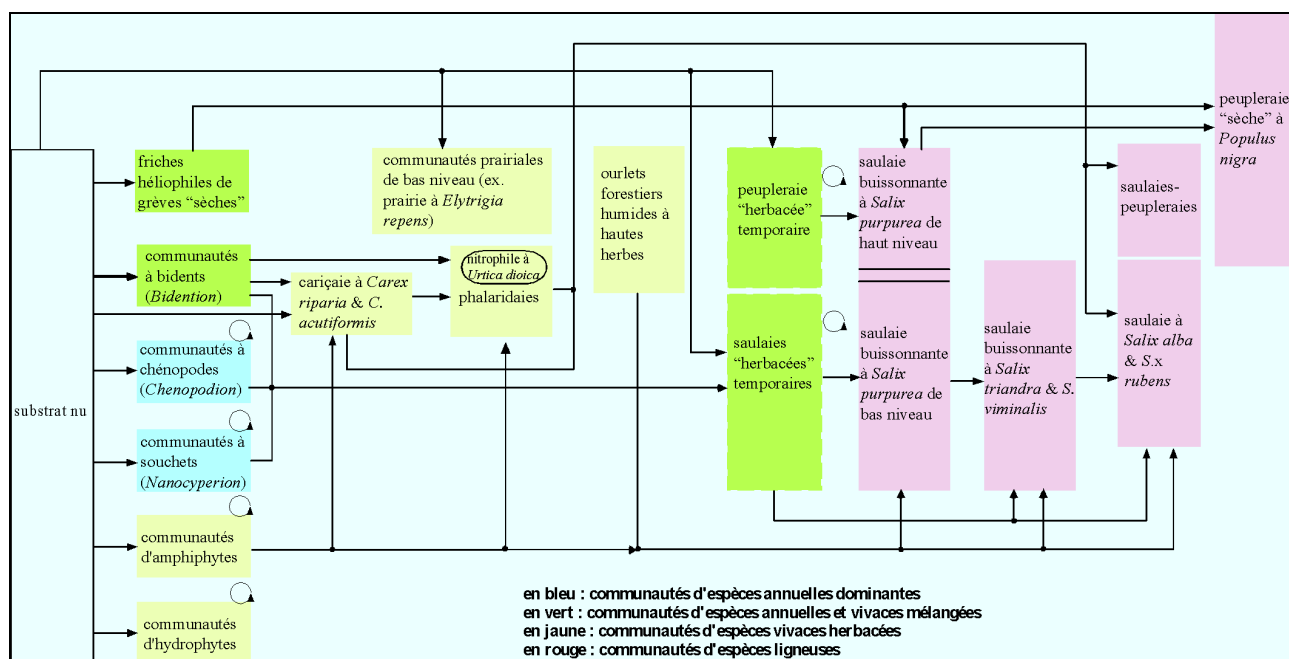 substrat nu
friches
héliophiles de
grèves “sèches”
communautés
à bidents
(Bidention)
communautés à
chénopodes
(Chenopodion)
communautés à
souchets
(Nanocyperion)
communautés
d'amphiphytes
communautés
d'hydrophytes
cariçaie à Carex
riparia & C.
acutiformis
communautés prairiales
de bas niveau (ex.
prairie à Elytrigia
repens)
nitrophile à
Urtica dioica
phalaridaies
ourlets
forestiers
humides à
hautes
herbes
peupleraie
“herbacée”
temporaire
saulaies
“herbacées”
temporaires
saulaie
buissonnante
à Salix
purpurea de
haut niveau
saulaie
buissonnante
à Salix
purpurea de
bas niveau
saulaie
buissonnante
à Salix
triandra & S.
viminalis
saulaies-
peupleraies
saulaie à
Salix alba
& S.x
rubens
peupleraie
“sèche” à
Populus
nigra
en bleu : communautés d'espèces annuelles dominantes
en vert : communautés d'espèces annuelles et vivaces mélangées
en jaune : communautés d'espèces vivaces herbacées
en rouge : communautés d'espèces ligneuses